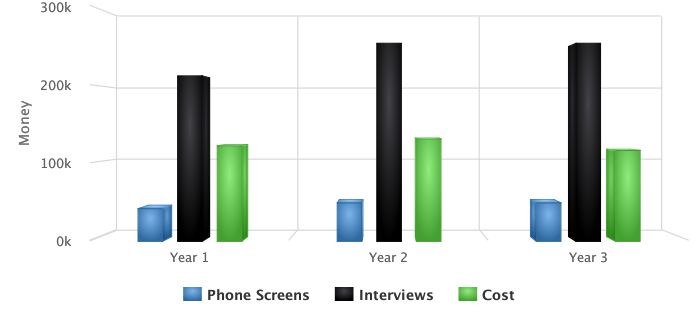 300k
200k
100k
0k
Money
Year 1
Year 2
Year 3
Phone Screens
Interviews
Cost